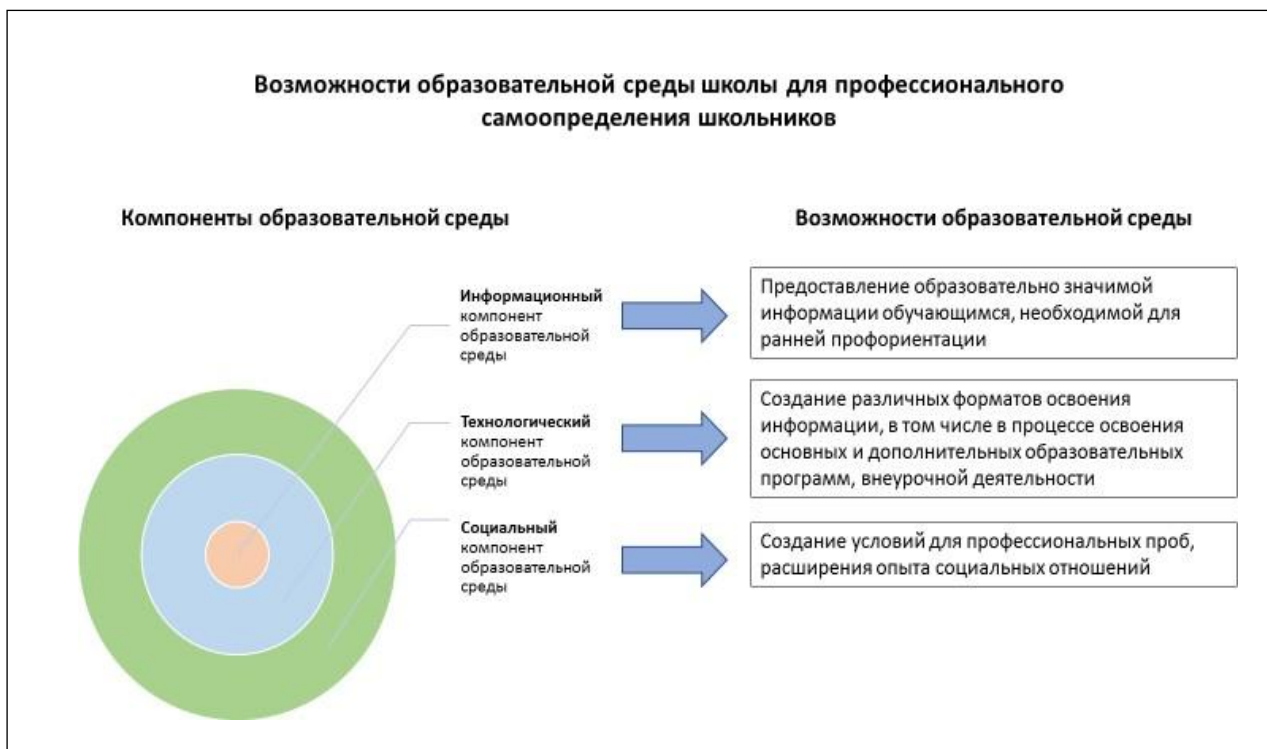 Возможности образовательной среды школы для профессионального
самоопределения школьников
Компоненты образовательной среды
Возможности образовательной среды
Информационный
компонент
образовательной
среды
Предоставление образовательно значимой
информации обучающимся, необходимой для
ранней профориентации
Технологический
компонент
образовательной
среды
Создание различных форматов освоения
информации, в том числе в процессе освоения
основных и дополнительных образовательных
программ, внеурочной деятельности
Социальный
компонент
образовательной
среды
Создание условий для профессиональных проб,
расширения опыта социальных отношений